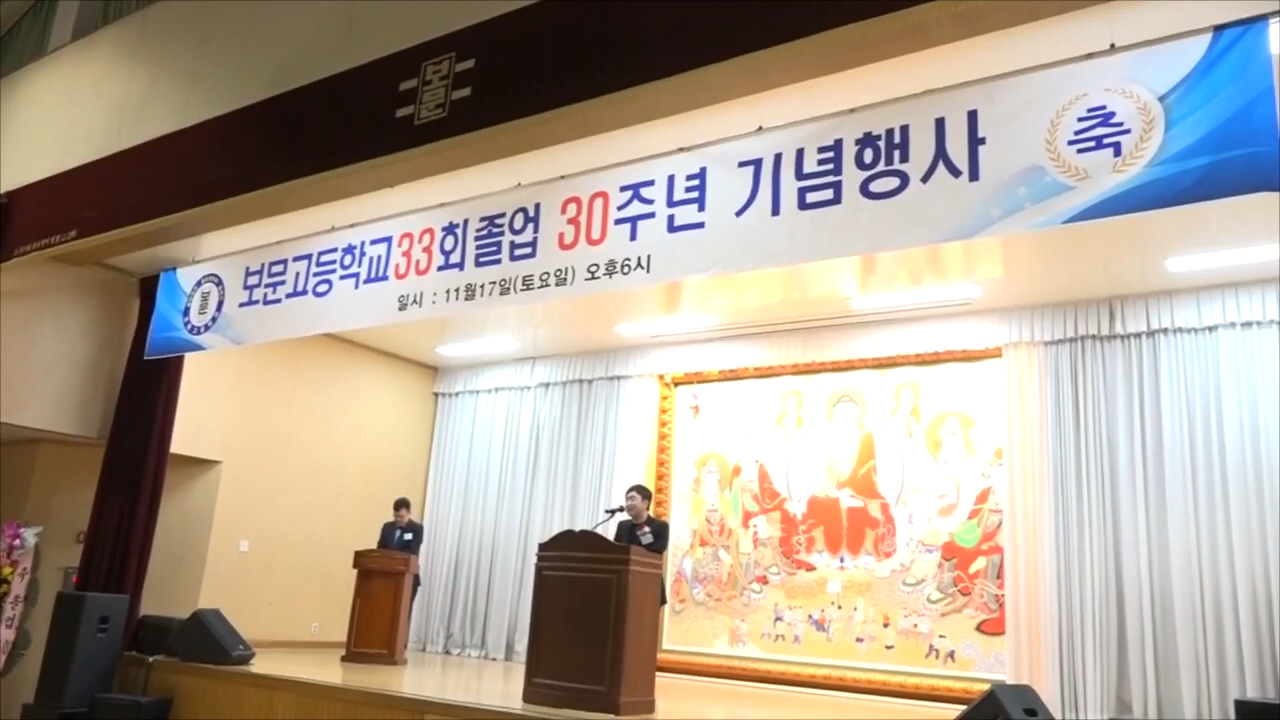 보문
보문고등학교33회졸업 30주년 기념행사
축
일시 : 11월17일(토요일) 오후6시